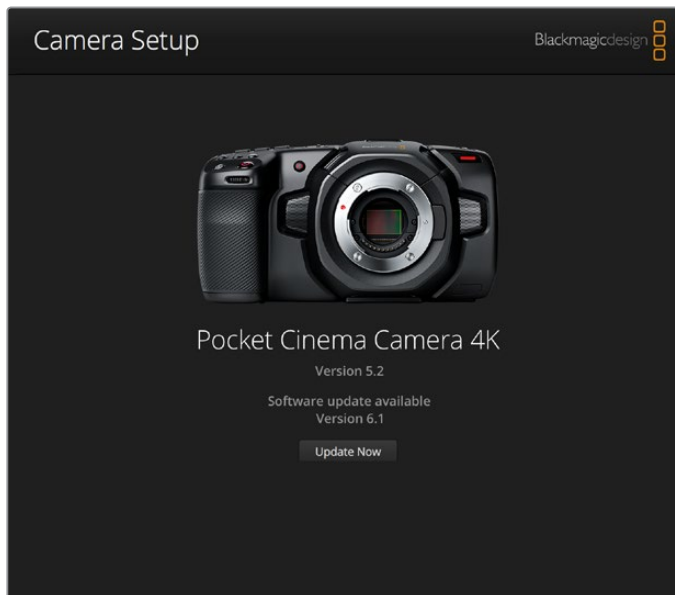 Camera Setup
Blackmagicdesign
Pocket Cinema Camera 4K
Version 5.2
Software update available
Version 6.1
Update Now